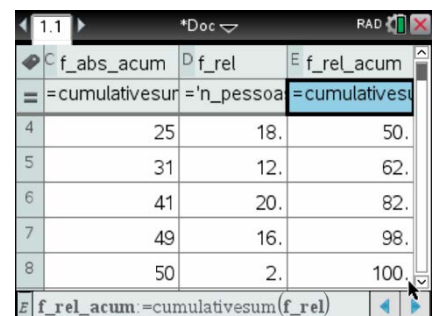 1.1 *Doc RAD
C f_abs_acum D f_rel E f_rel_acum
= =cumulativesur ='n_pessoa =cumulativesu
4 25 18. 50.
5 31 12. 62.
6 41 20. 82.
7 49 16. 98.
8 50 2. 100.
E f_rel_acum:=cumulativesum(f_rel)